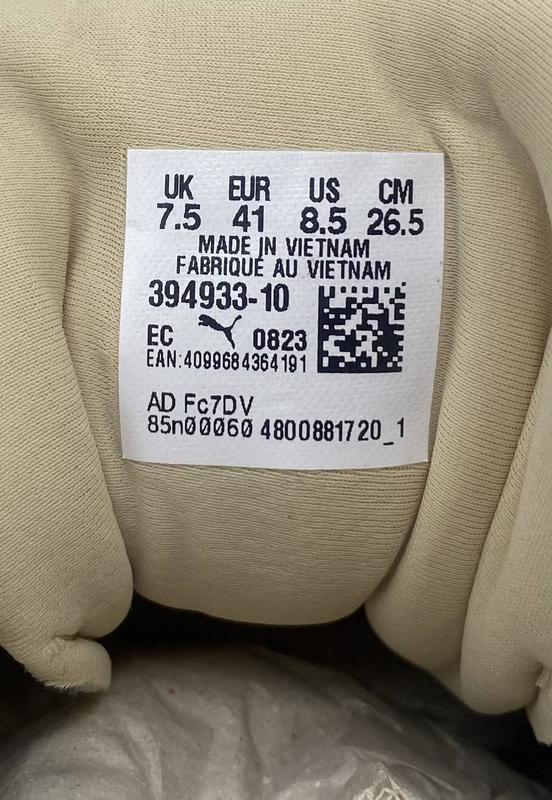 UK EUR US CM
7.5 41 8.5 26.5
MADE IN VIETNAM
FABRIQUÉ AU VIETNAM
394933-10
EC 0823
EAN:4099684364191
AD Fc7DV
85n00060 4800881720_1